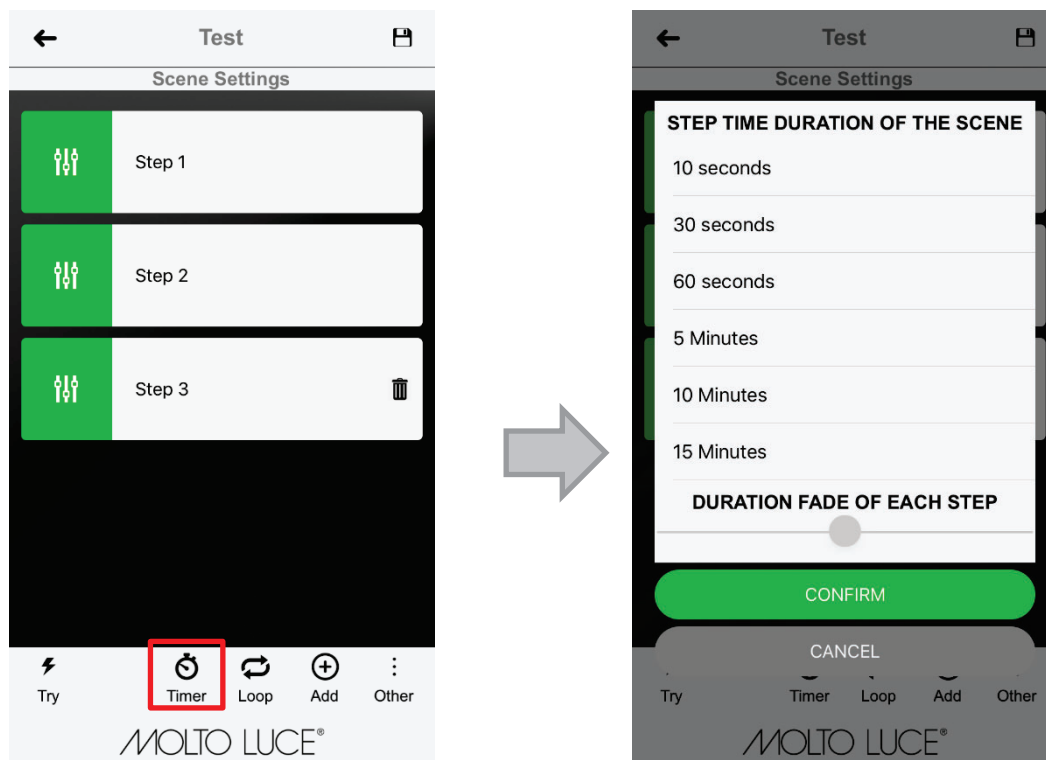 Test
Scene Settings
Step 1
Step 2
Step 3
Try
Timer
Loop
Add
Other
MOLTO LUCE®
Test
Scene Settings
STEP TIME DURATION OF THE SCENE
10 seconds
30 seconds
60 seconds
5 Minutes
10 Minutes
15 Minutes
DURATION FADE OF EACH STEP
CONFIRM
CANCEL
Try
Timer
Loop
Add
Other
MOLTO LUCE®